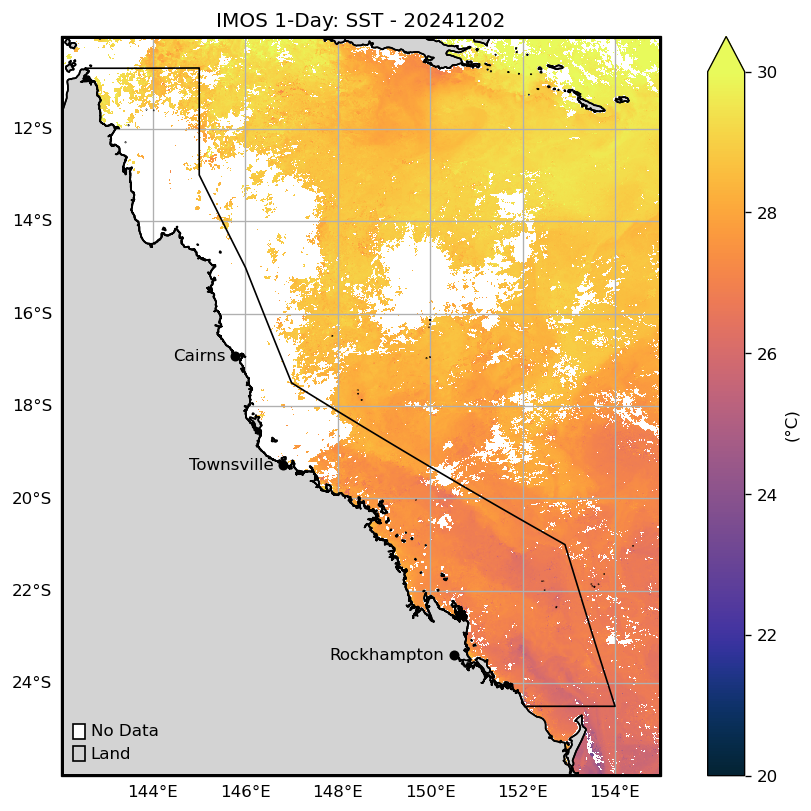 IMOS 1-Day: SST - 20241202
12°S
14°S
16°S
18°S
20°S
22°S
24°S
Cairns
Townsville
Rockhampton
No Data
Land
144°E 146°E 148°E 150°E 152°E 154°E
30
28
26
24
22
20
(°C)